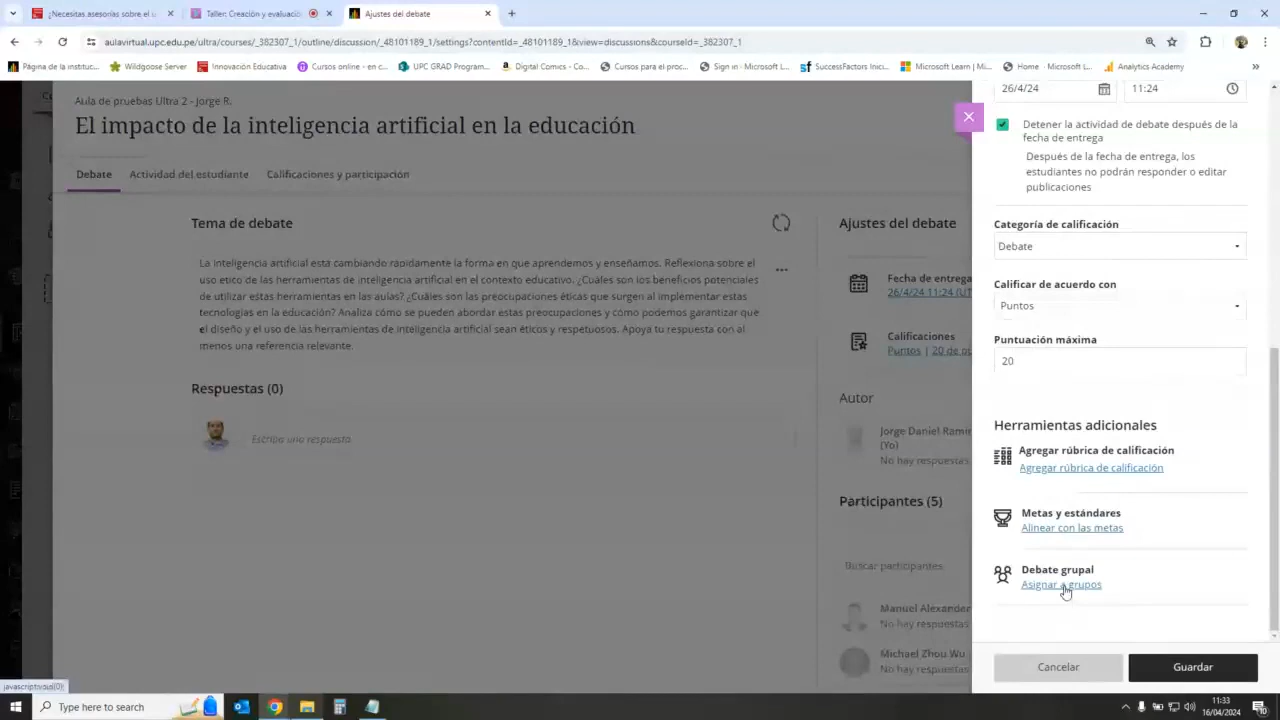 ¿Necesitas asesorías sobre el u
Taller: Creación y evaluació
Ajustes del debate
aulavirtual.upc.edu.pe/ultra/courses/_382307_1/outline/discussion/_48101189_1/settings?contentId=_48101189_1&view=discussions&courseId=_382307_1
Página de la instituc...
Wildgoose Server
Innovación Educativa
Cursos online - en c...
UPC GRAD Program...
Digital Comics - Co...
Cursos para el proc...
Sign in - Microsoft L...
SuccessFactors Inici...
Microsoft Learn | Mi...
Home - Microsoft L...
Analytics Academy
Aula de pruebas Ultra 2 - Jorge R.
El impacto de la inteligencia artificial en la educación
Debate
Actividad del estudiante
Calificaciones y participación
Tema de debate
La inteligencia artificial está cambiando rápidamente la forma en que aprendemos y enseñamos. Reflexiona sobre el
uso ético de las herramientas de inteligencia artificial en el contexto educativo. ¿Cuáles son los beneficios potenciales
de utilizar estas herramientas en las aulas? ¿Cuáles son las preocupaciones éticas que surgen al implementar estas
tecnologías en la educación? Analiza cómo se pueden abordar estas preocupaciones y cómo podemos garantizar que
el diseño y el uso de las herramientas de inteligencia artificial sean éticos y respetuosos. Apoya tu respuesta con al
menos una referencia relevante.
Respuestas (0)
Escriba una respuesta
Ajustes del debate
Fecha de entrega
26/4/24 11:24 (UT
Calificaciones
Puntos | 20 de pu
Autor
Jorge Daniel Ramir
(Yo)
No hay respuestas
Participantes (5)
Buscar participantes
Manuel Alexander
No hay respuestas
Michael Zhou Wu
No hay respuestas
26/4/24
11:24
Detener la actividad de debate después de la
fecha de entrega
Después de la fecha de entrega, los
estudiantes no podrán responder o editar
publicaciones
Categoría de calificación
Debate
Calificar de acuerdo con
Puntos
Puntuación máxima
20
Herramientas adicionales
Agregar rúbrica de calificación
Agregar rúbrica de calificación
Metas y estándares
Alinear con las metas
Debate grupal
Asignar a grupos
Cancelar
Guardar
javascript:void(0);
Type here to search
11:33
16/04/2024